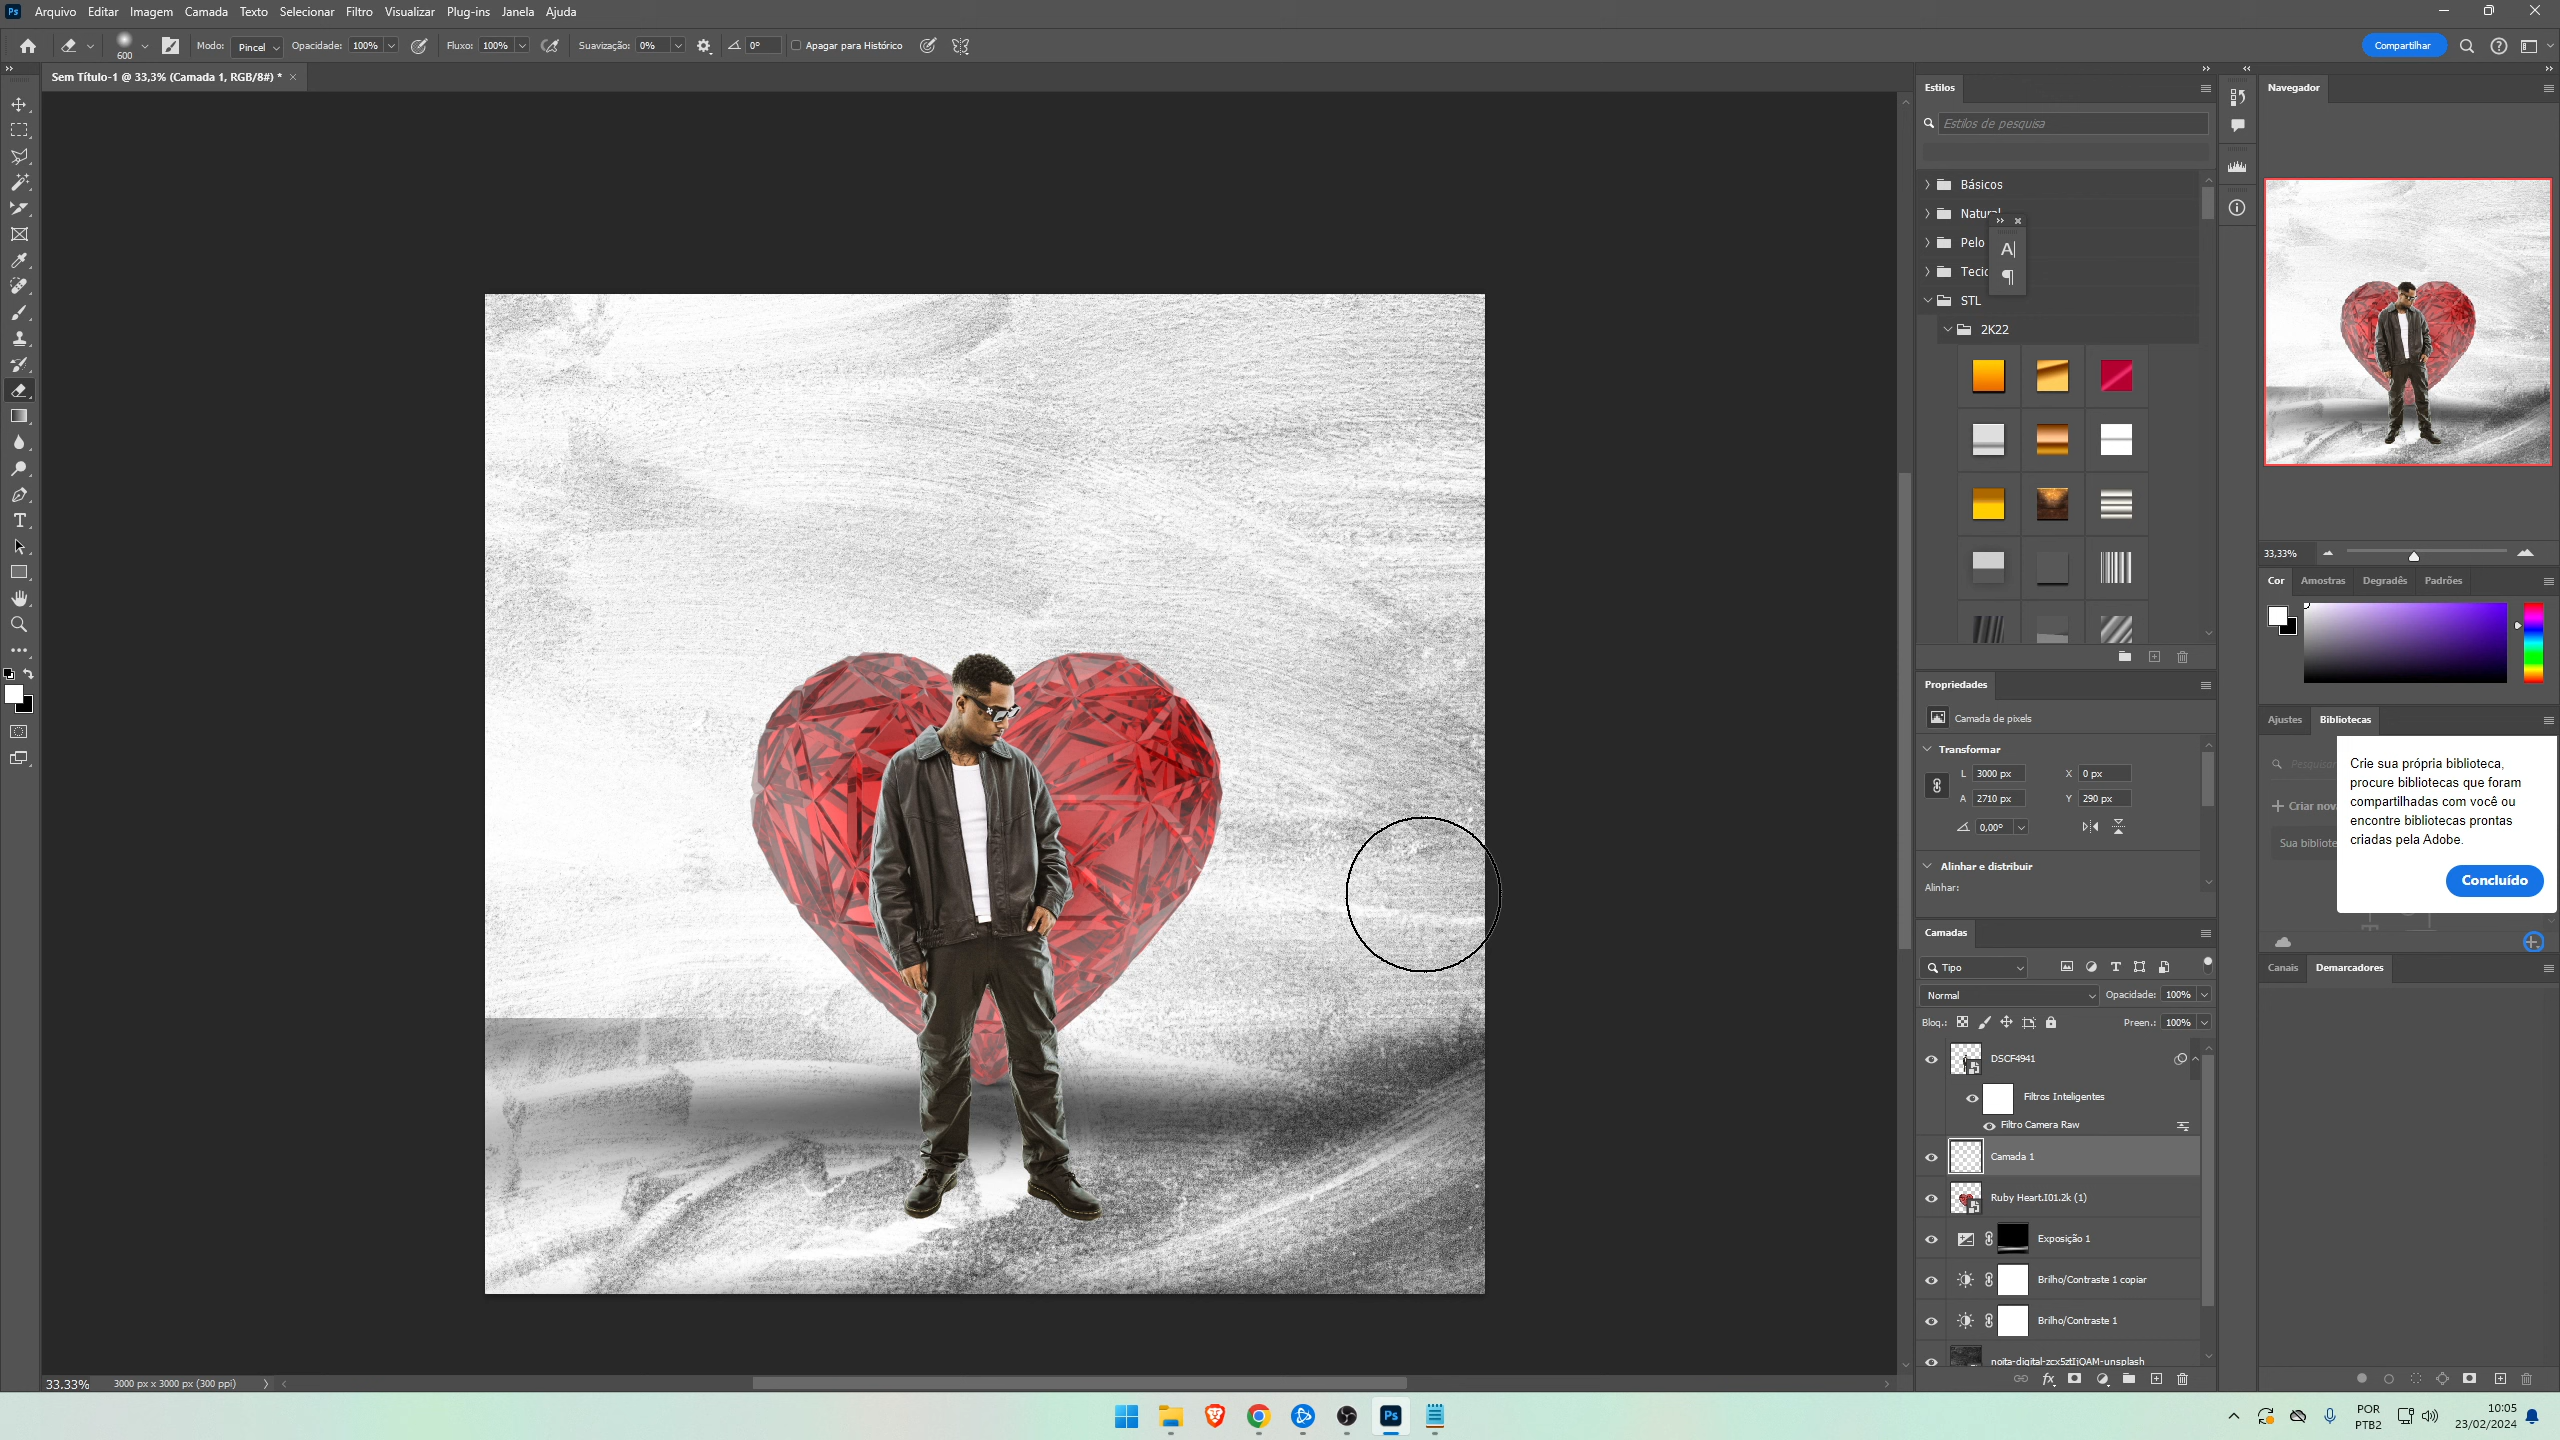 Ps Arquivo Editar Imagem Camada Texto Selecionar Filtro Visualizar Plug-ins Janela Ajuda
600 Modo: Pincel Opacidade: 100% Fluxo: 100% Suavização: 0% 0° Apagar para Histórico Compartilhar
Sem Título-1 @ 33,3% (Camada 1, RGB/8#) *
Estilos
Estilos de pesquisa
Básicos
Natural
Pelo
STL
2K22
Propriedades
Camada de pixels
Transformar
L 3000 px X 0 px
A 2710 px Y 290 px
0,00°
Alinhar e distribuir
Alinhar:
Camadas
Tipo
Normal Opacidade: 100%
Bloq.: Preen.: 100%
DSCF4941
Filtros Inteligentes
Filtro Camera Raw
Camada 1
Ruby Heart.I01.2k (1)
Exposição 1
Brilho/Contraste 1 copiar
Brilho/Contraste 1
noita-digital-zcx5ztIjQAM-unsplash
fx
Navegador
33,33%
Cor Amostras Degradês Padrões
Ajustes Bibliotecas
Pesquisar
Criar nov
Sua bibliote
Crie sua própria biblioteca,
procure bibliotecas que foram
compartilhadas com você ou
encontre bibliotecas prontas
criadas pela Adobe.
Concluído
Canais Demarcadores
33.33% 3000 px x 3000 px (300 ppi)
Ps
POR
PTB2
10:05
23/02/2024